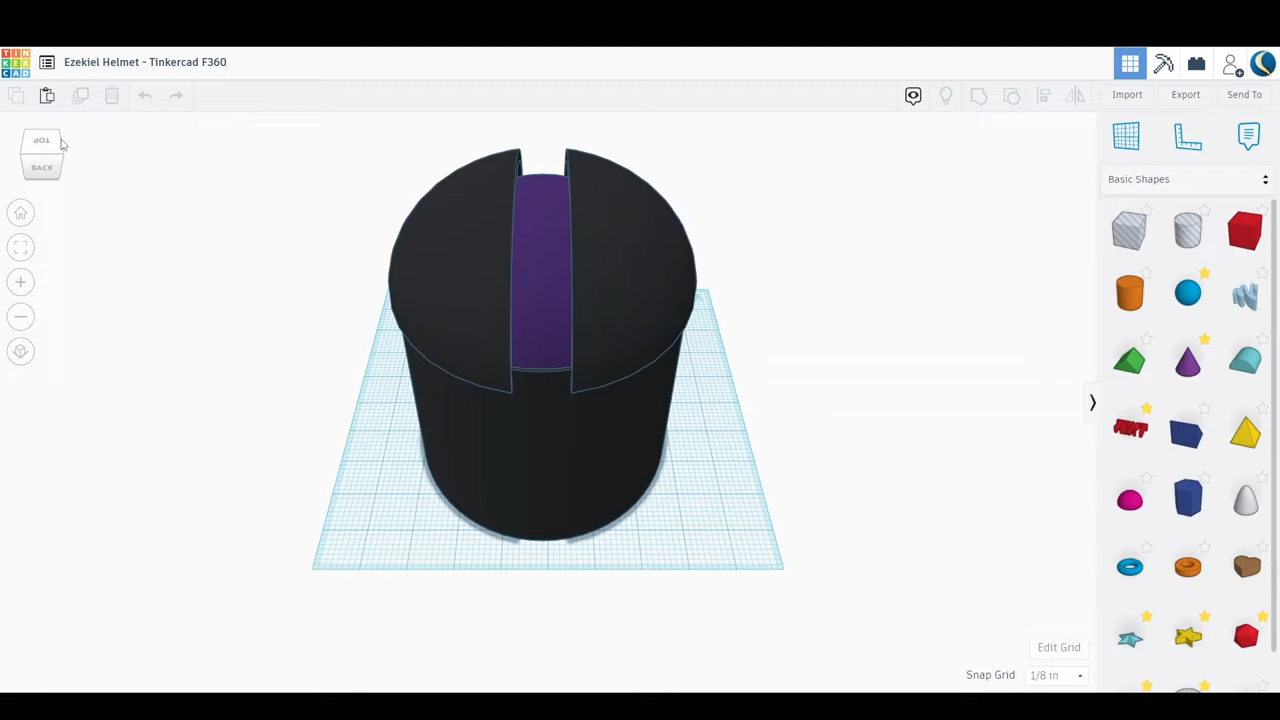 TIN
KER
CAD
Ezekiel Helmet - Tinkercad F360
Import
Export
Send To
TOP
BACK
Basic Shapes
TEXT
Edit Grid
Snap Grid
1/8 in